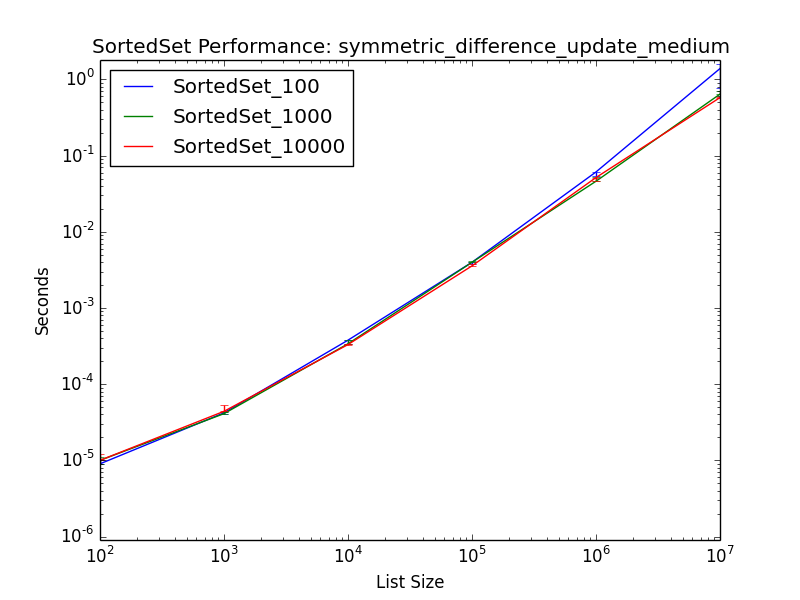 SortedSet Performance: symmetric_difference_update_medium
SortedSet_100
SortedSet_1000
SortedSet_10000
10^0
10^-1
10^-2
10^-3
10^-4
10^-5
10^-6
Seconds
10^2 10^3 10^4 10^5 10^6 10^7
List Size